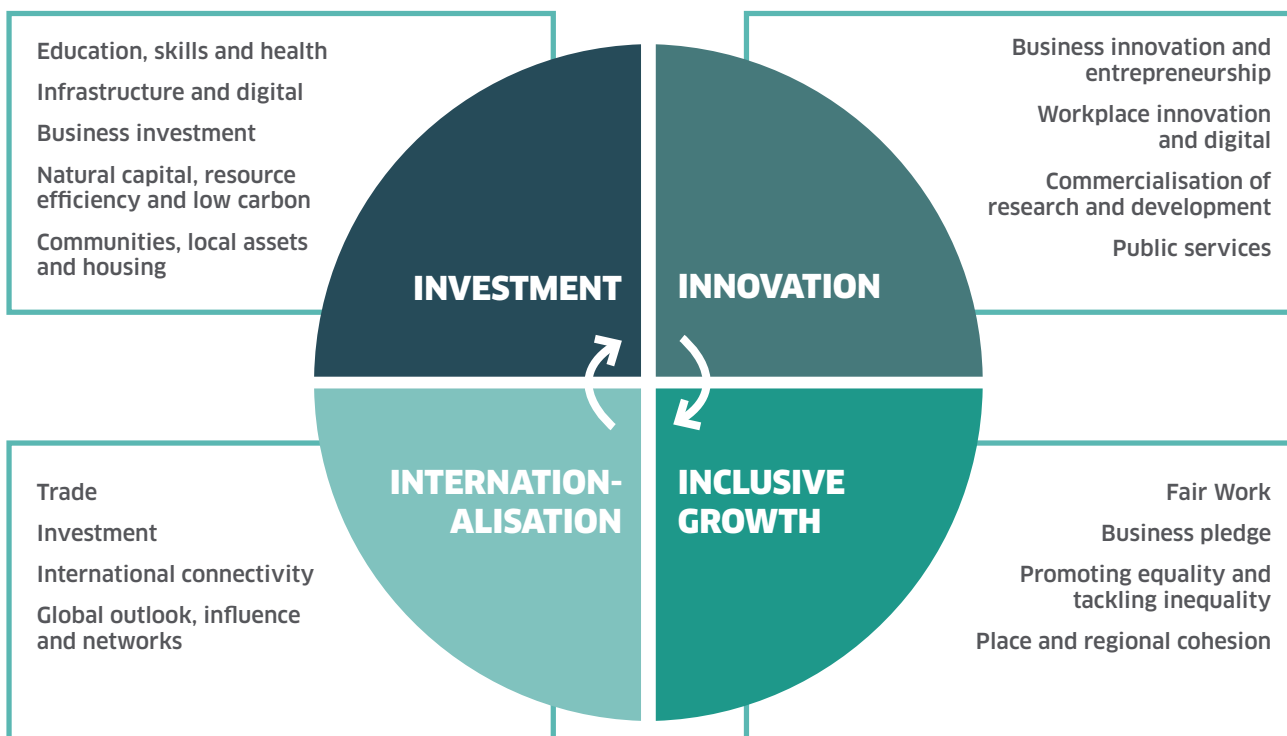 Education, skills and health
Infrastructure and digital
Business investment
Natural capital, resource
efficiency and low carbon
Communities, local assets
and housing
INVESTMENT
Business innovation and
entrepreneurship
Workplace innovation
and digital
Commercialisation of
research and development
Public services
INNOVATION
INTERNATION-
ALISATION
Trade
Investment
International connectivity
Global outlook, influence
and networks
INCLUSIVE
GROWTH
Fair Work
Business pledge
Promoting equality and
tackling inequality
Place and regional cohesion